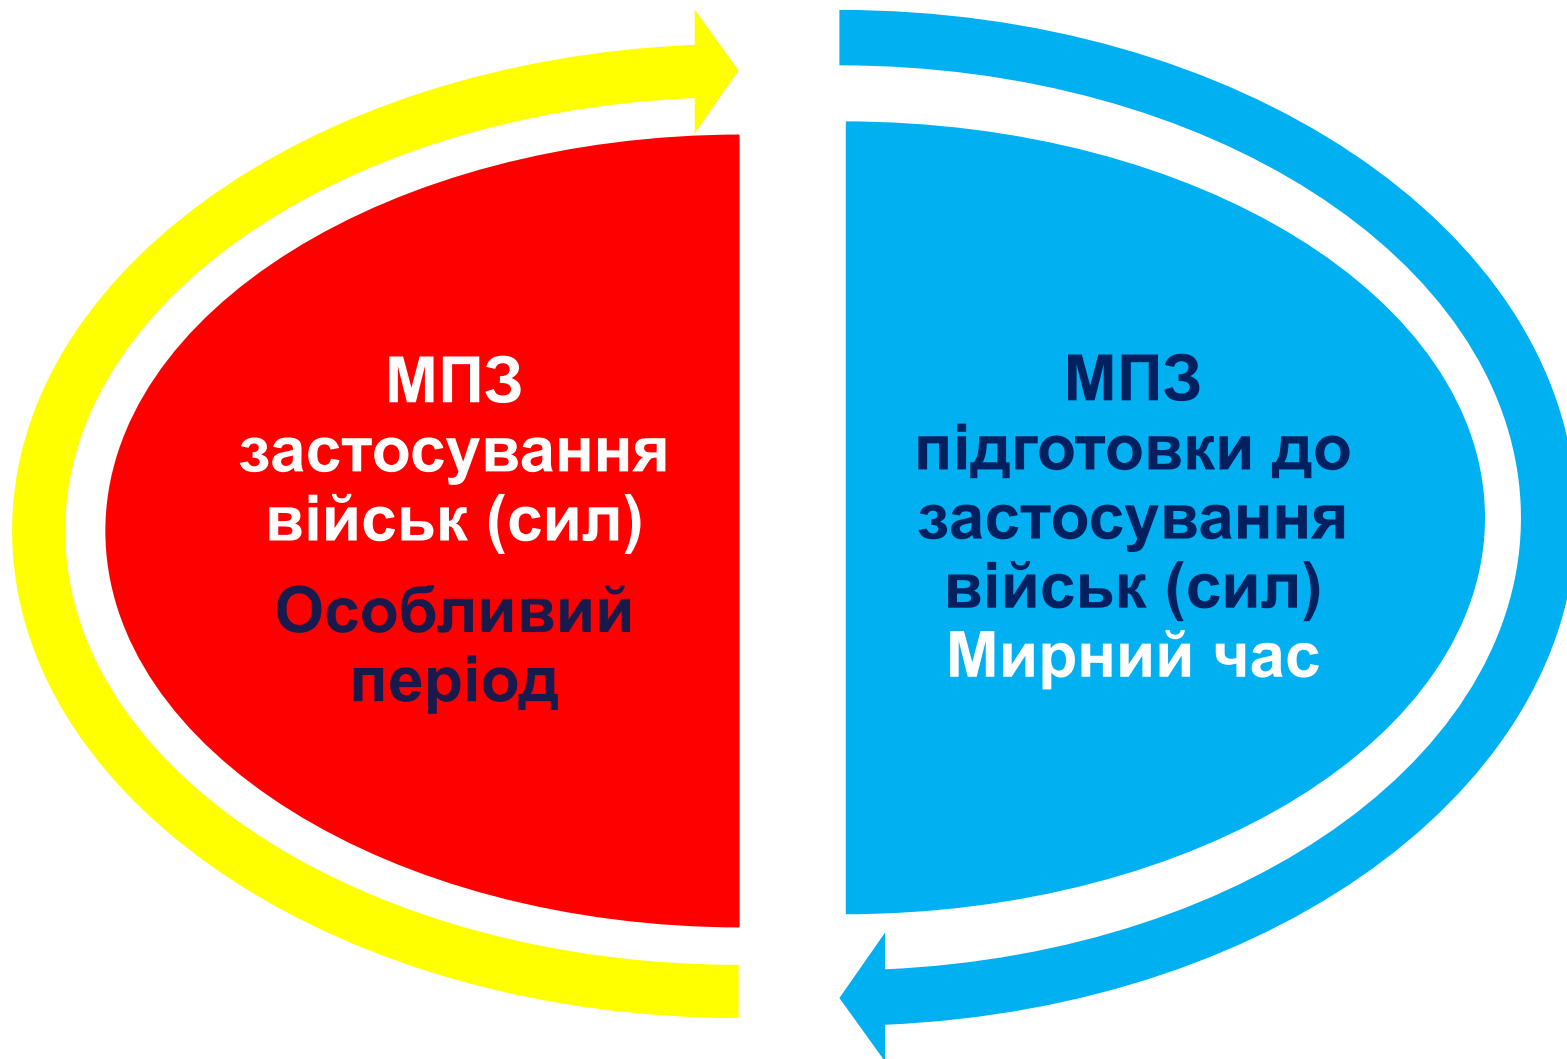 МПЗ
застосування
військ (сил)
Особливий
період
МПЗ
підготовки до
застосування
військ (сил)
Мирний час